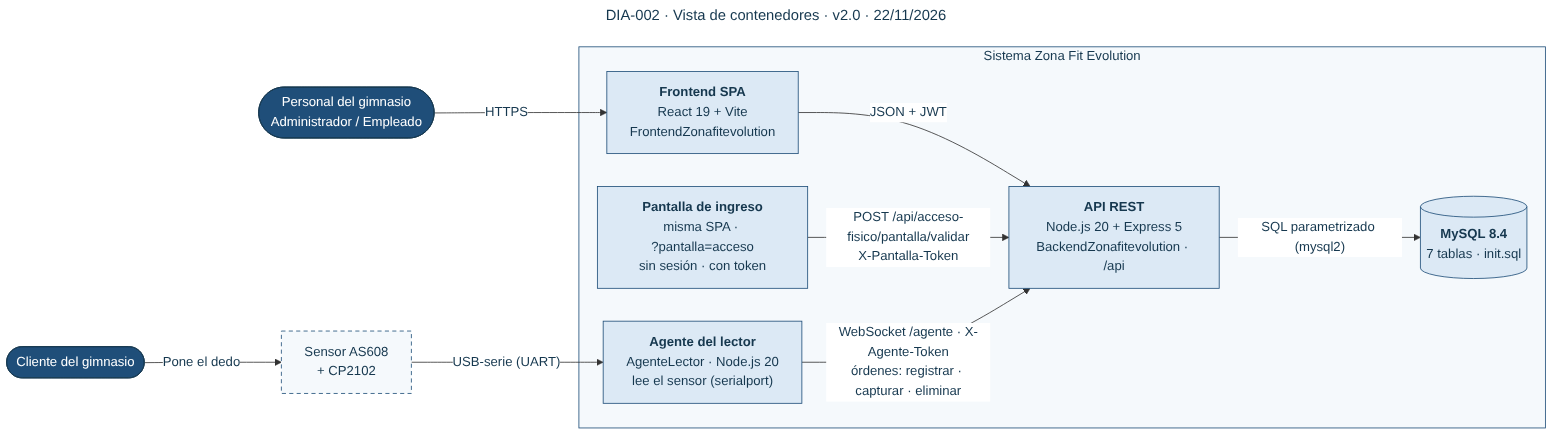 DIA-002 · Vista de contenedores · v2.0 · 22/11/2026
Sistema Zona Fit Evolution
Personal del gimnasio
Administrador / Empleado
HTTPS
Frontend SPA
React 19 + Vite
FrontendZonafitevolution
JSON + JWT
Pantalla de ingreso
misma SPA ·
?pantalla=acceso
sin sesión · con token
POST /api/acceso-
fisico/pantalla/validar
X-Pantalla-Token
API REST
Node.js 20 + Express 5
BackendZonafitevolution ·
/api
SQL parametrizado
(mysql2)
MySQL 8.4
7 tablas · init.sql
Cliente del gimnasio
Pone el dedo
Sensor AS608
+ CP2102
USB-serie (UART)
Agente del lector
AgenteLector · Node.js 20
lee el sensor (serialport)
WebSocket /agente · X-
Agente-Token
órdenes: registrar ·
capturar · eliminar